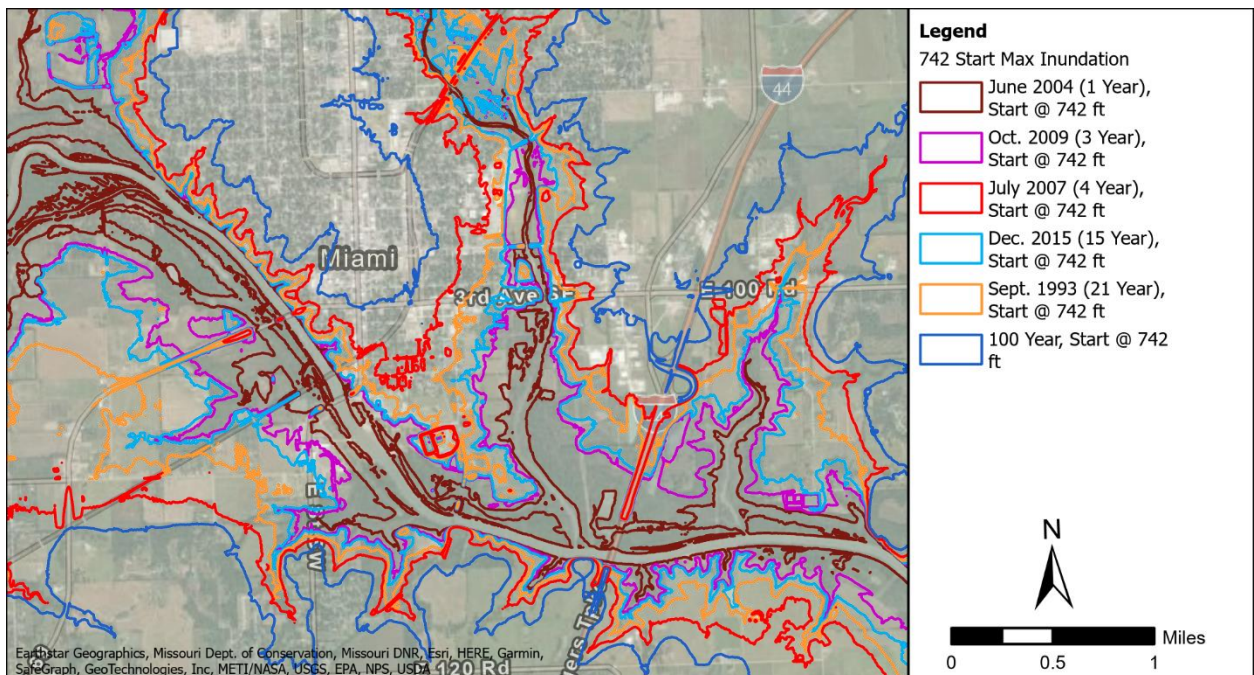 Miami
3rd Ave SE
E 100 Rd
44
120 Rd
Earthstar Geographics, Missouri Dept. of Conservation, Missouri DNR, Esri, HERE, Garmin,
SafeGraph, GeoTechnologies, Inc, METI/NASA, USGS, EPA, NPS, USDA
Legend
742 Start Max Inundation
June 2004 (1 Year),
Start @ 742 ft
Oct. 2009 (3 Year),
Start @ 742 ft
July 2007 (4 Year),
Start @ 742 ft
Dec. 2015 (15 Year),
Start @ 742 ft
Sept. 1993 (21 Year),
Start @ 742 ft
100 Year, Start @ 742
ft
N
Miles
0 0.5 1